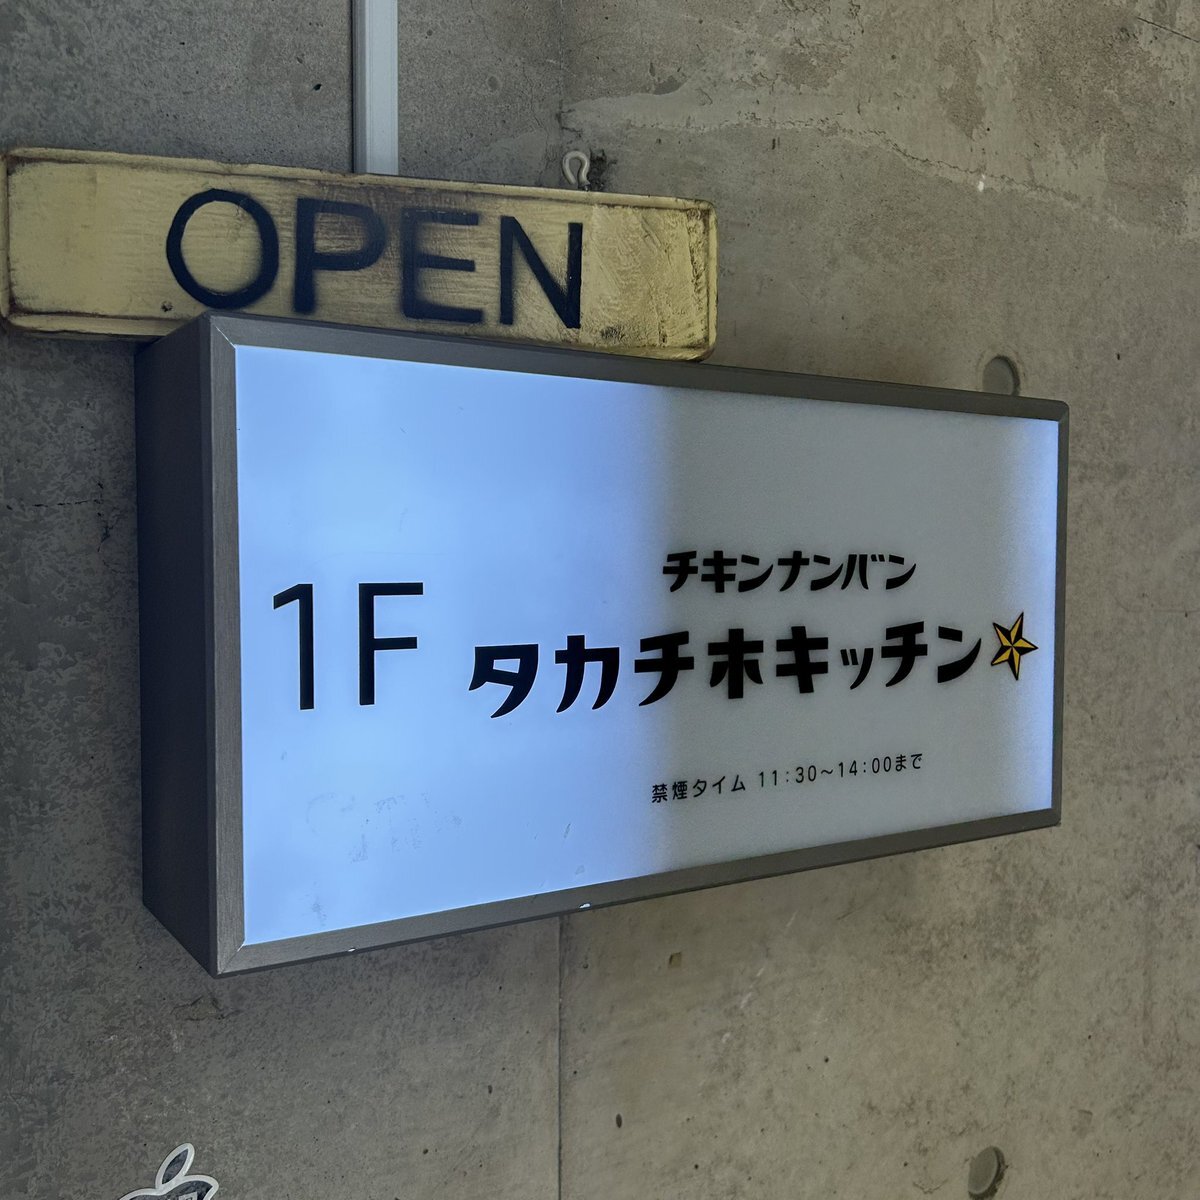 OPEN
チキンナンバン
1F タカチホキッチン
禁煙タイム 11:30～14:00まで